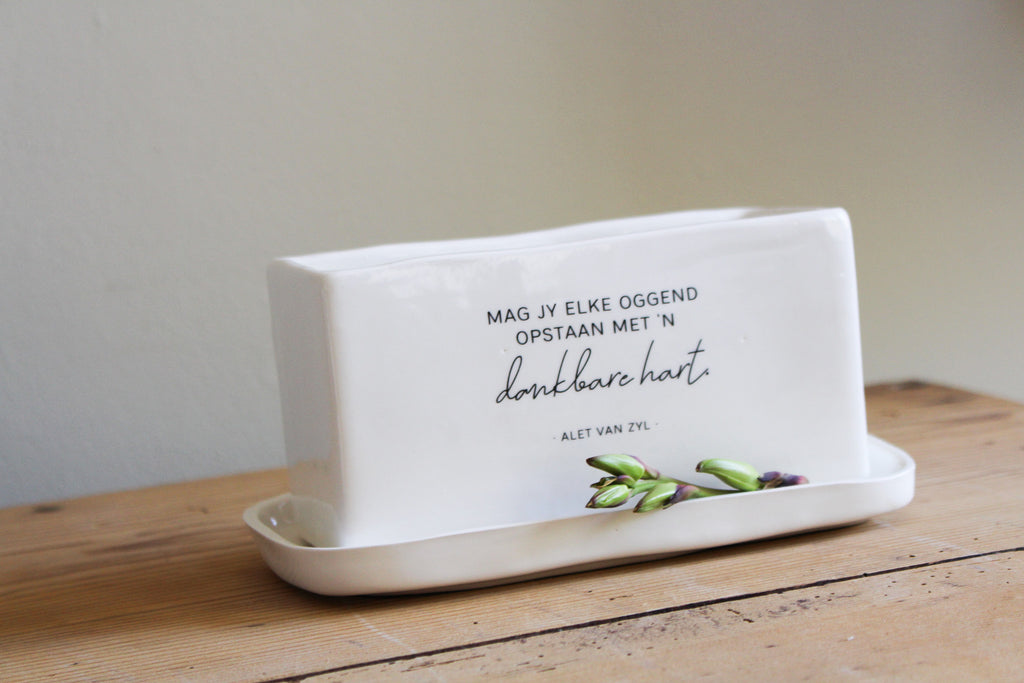 MAG JY ELKE OGGEND
OPSTAAN MET 'N
dankbare hart.
· ALET VAN ZYL ·